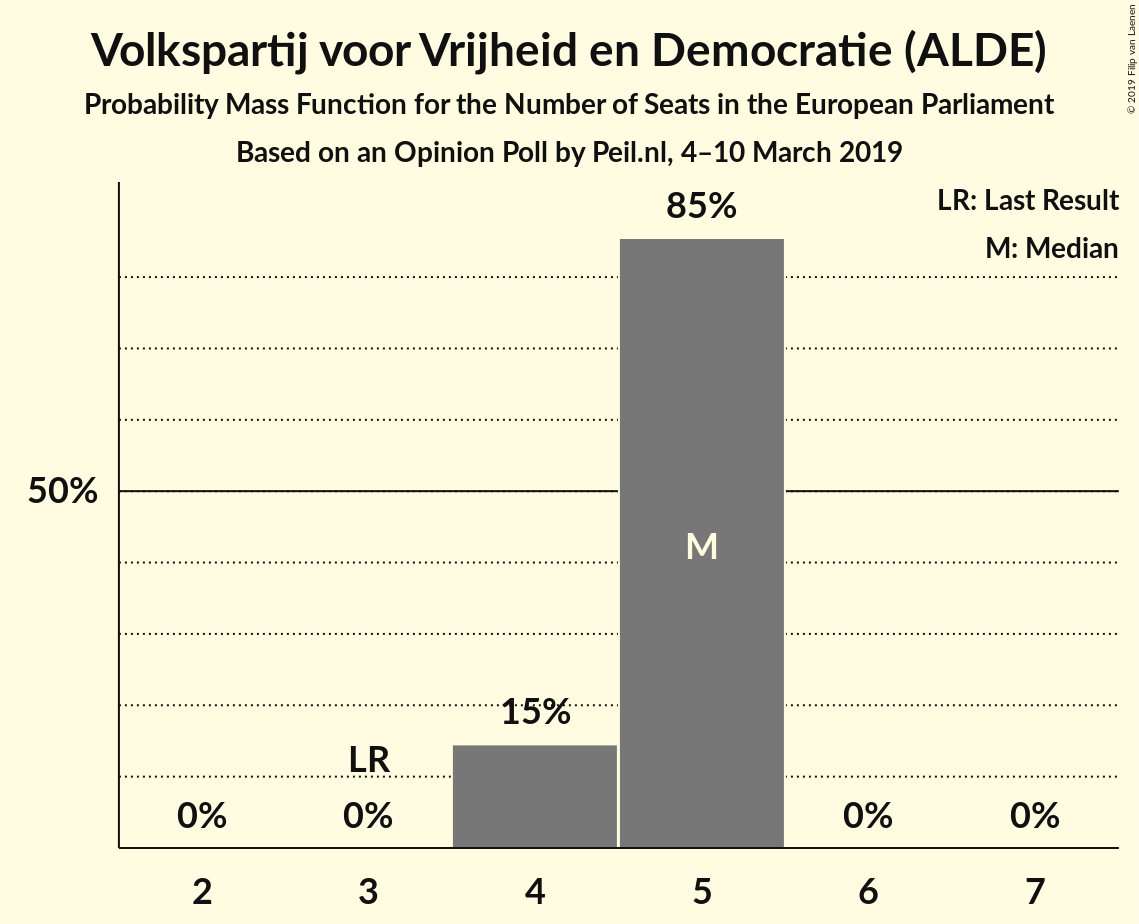 Volkspartij voor Vrijheid en Democratie (ALDE)
Probability Mass Function for the Number of Seats in the European Parliament
Based on an Opinion Poll by Peil.nl, 4–10 March 2019
© 2019 Filip van Laenen
LR: Last Result
M: Median
85%
50%
M
15%
LR
0% 0% 0% 0%
2 3 4 5 6 7